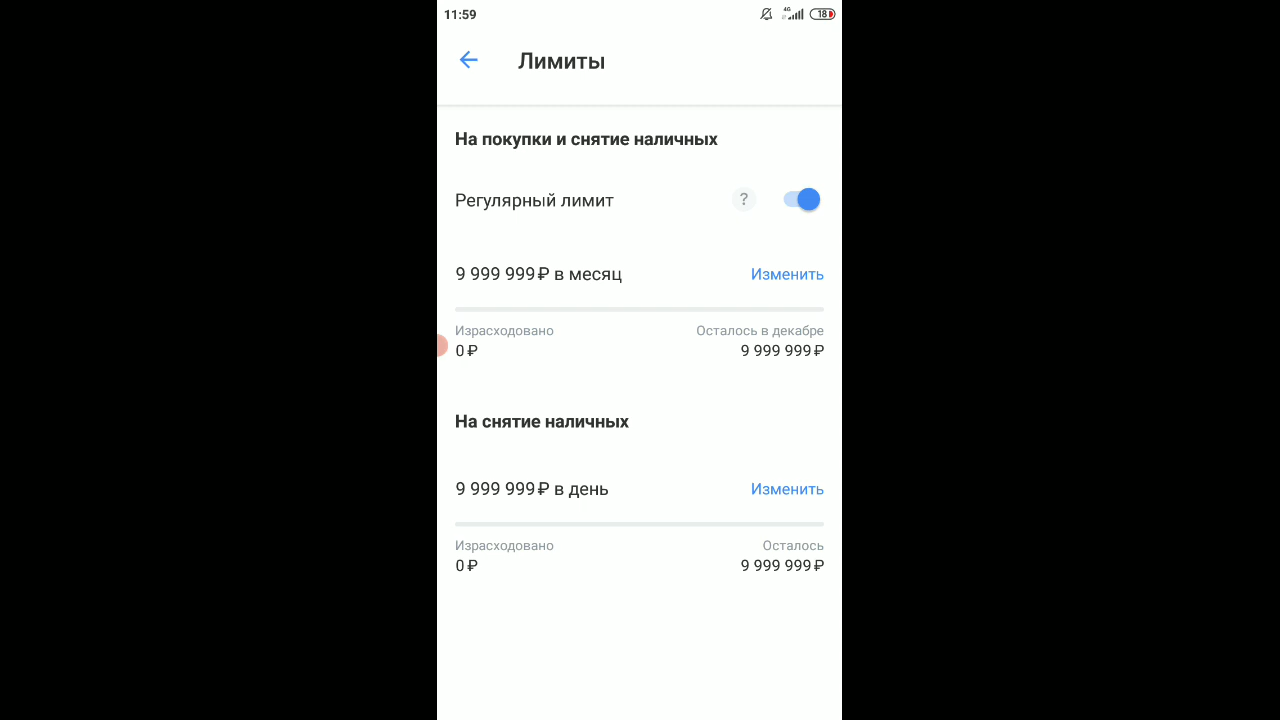 11:59
4G
18
Лимиты
На покупки и снятие наличных
Регулярный лимит ?
9 999 999 ₽ в месяц Изменить
Израсходовано Осталось в декабре
0 ₽ 9 999 999 ₽
На снятие наличных
9 999 999 ₽ в день Изменить
Израсходовано Осталось
0 ₽ 9 999 999 ₽